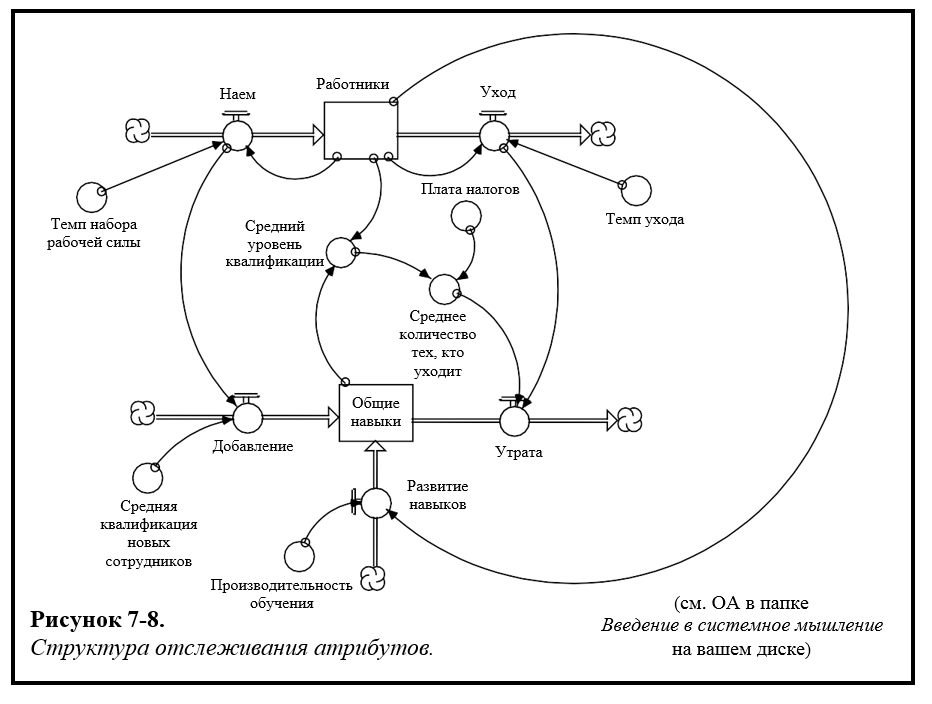 Работники
Наем
Уход
Плата налогов
Темп набора
рабочей силы
Темп ухода
Средний
уровень
квалификации
Среднее
количество
тех, кто
уходит
Общие
навыки
Добавление
Утрата
Развитие
навыков
Средняя
квалификация
новых
сотрудников
Производительность
обучения
Рисунок 7-8.
Структура отслеживания атрибутов.
(см. ОА в папке
Введение в системное мышление
на вашем диске)